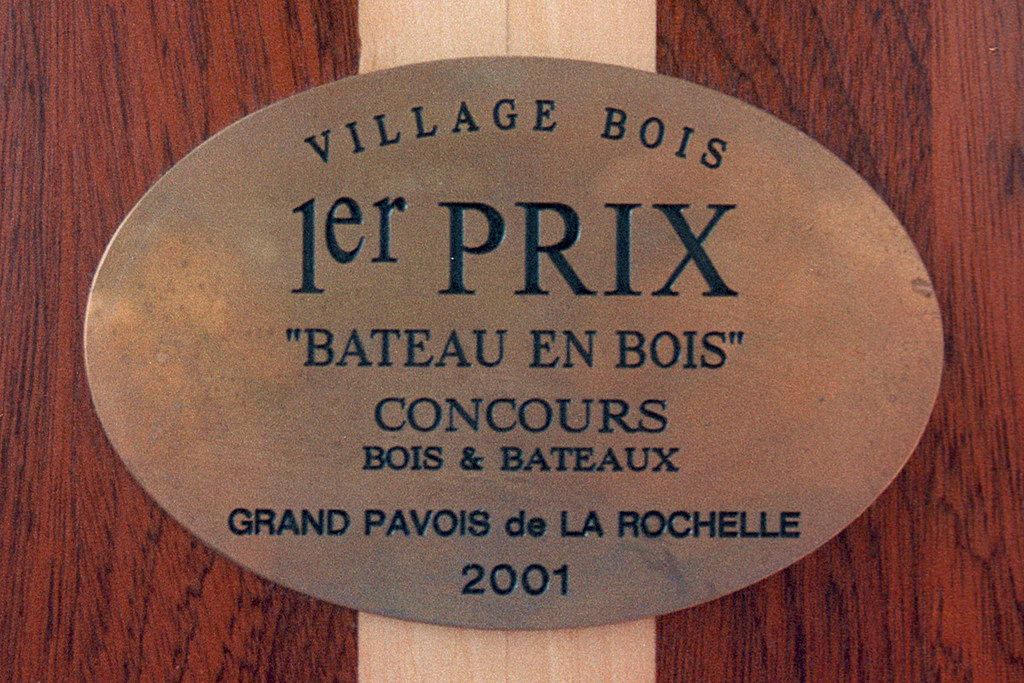 VILLAGE BOIS
1er PRIX
"BATEAU EN BOIS"
CONCOURS
BOIS & BATEAUX
GRAND PAVOIS de LA ROCHELLE
2001